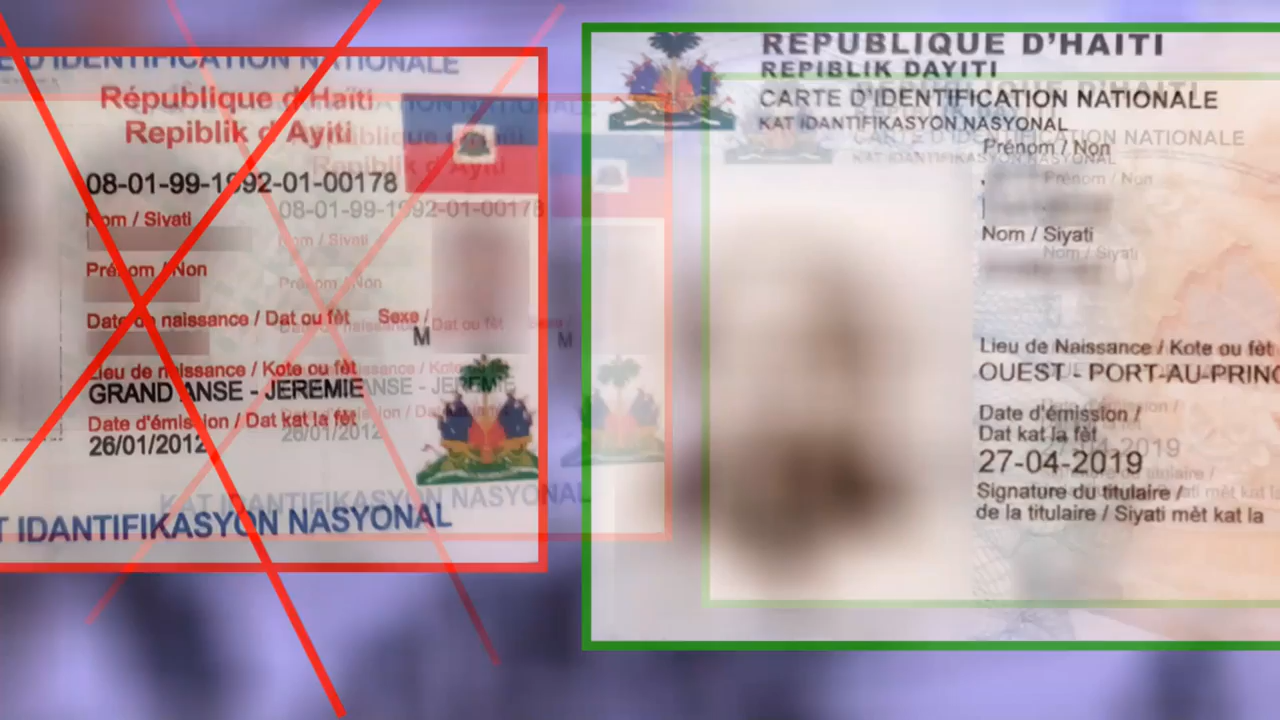 E D'IDENTIFICATION NATIONALE
République d'Haïti
Repiblik d'Ayiti
08-01-99-1992-01-00178
Nom / Siyati
Prénom / Non
Date de naissance / Dat ou fèt
Sexe /
M
Lieu de naissance / Kote ou fèt
GRAND'ANSE - JEREMIE
Date d'émission / Dat kat la fèt
26/01/2012
T IDANTIFIKASYON NASYONAL
REPUBLIQUE D'HAITI
REPIBLIK DAYITI
CARTE D'IDENTIFICATION NATIONALE
KAT IDANTIFIKASYON NASYONAL
Prénom / Non
Nom / Siyati
Lieu de Naissance / Kote ou fèt
OUEST - PORT-AU-PRINC
Date d'émission /
Dat kat la fèt
27-04-2019
Signature du titulaire /
de la titulaire / Siyati mèt kat la